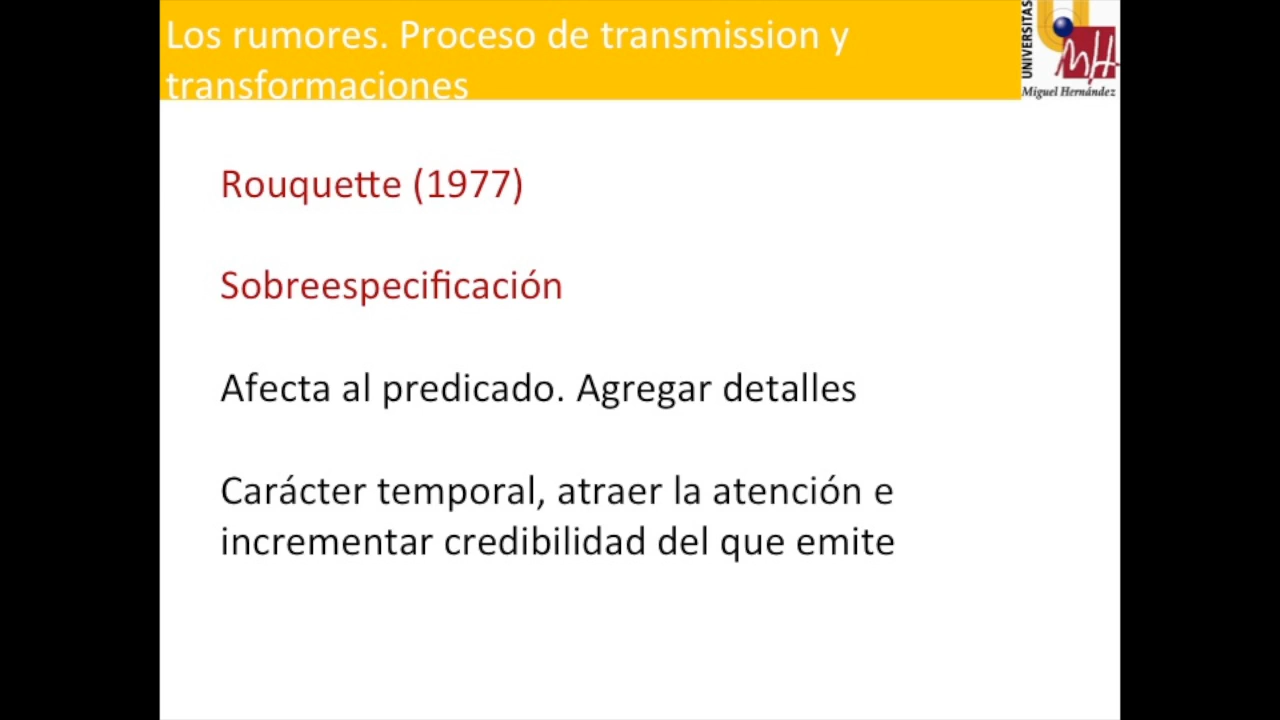 Los rumores. Proceso de transmission y
transformaciones
UNIVERSITAS
Miguel Hernández
Rouquette (1977)
Sobreespecificación
Afecta al predicado. Agregar detalles
Carácter temporal, atraer la atención e
incrementar credibilidad del que emite